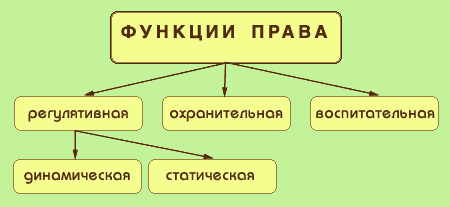 ФУНКЦИИ ПРАВА
регулятивная
охранительная
воспитательная
динамическая
статическая